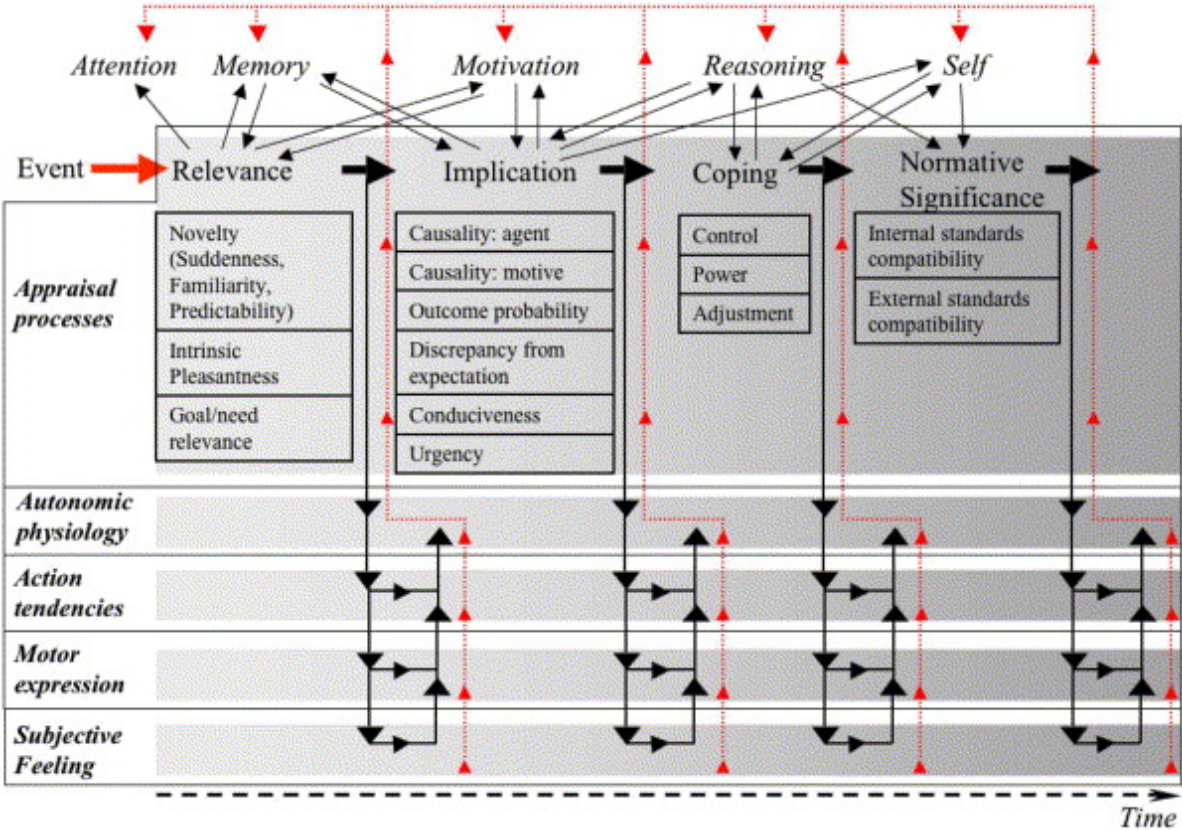 Attention Memory Motivation Reasoning Self
Event Relevance Implication Coping Normative
Significance
Appraisal
processes
Novelty
(Suddenness,
Familiarity,
Predictability)
Intrinsic
Pleasantness
Goal/need
relevance
Causality: agent
Causality: motive
Outcome probability
Discrepancy from
expectation
Conduciveness
Urgency
Control
Power
Adjustment
Internal standards
compatibility
External standards
compatibility
Autonomic
physiology
Action
tendencies
Motor
expression
Subjective
Feeling
Time